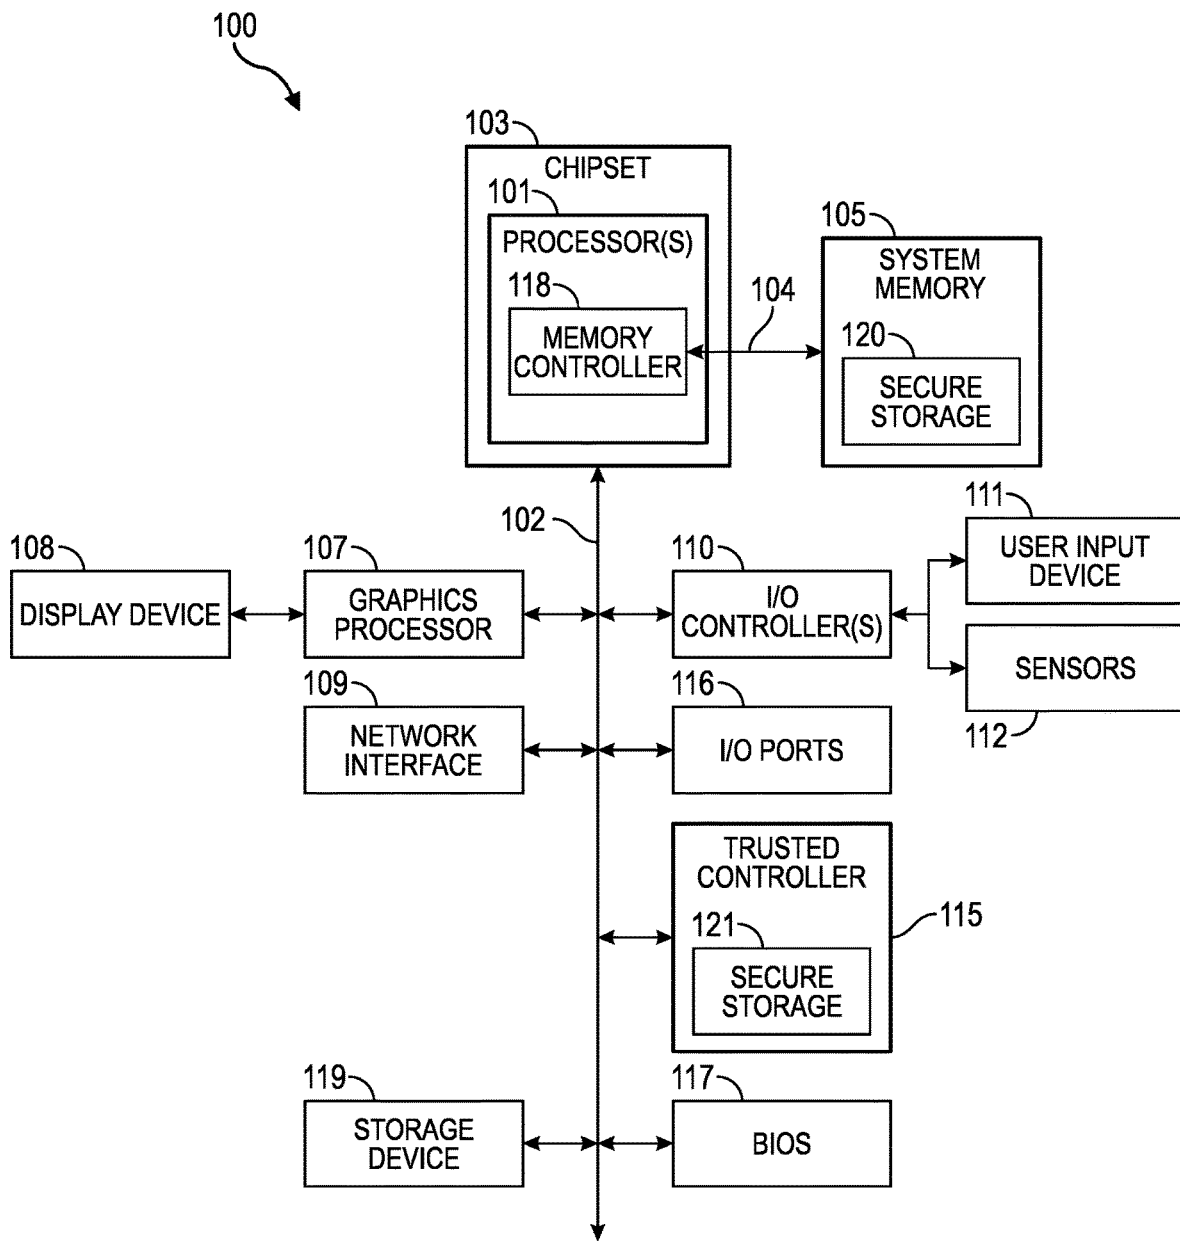 100
103
CHIPSET
101
PROCESSOR(S)
118
MEMORY
CONTROLLER
104
105
SYSTEM
MEMORY
120
SECURE
STORAGE
102
108
DISPLAY DEVICE
107
GRAPHICS
PROCESSOR
110
I/O
CONTROLLER(S)
111
USER INPUT
DEVICE
SENSORS
112
109
NETWORK
INTERFACE
116
I/O PORTS
TRUSTED
CONTROLLER
115
121
SECURE
STORAGE
119
STORAGE
DEVICE
117
BIOS